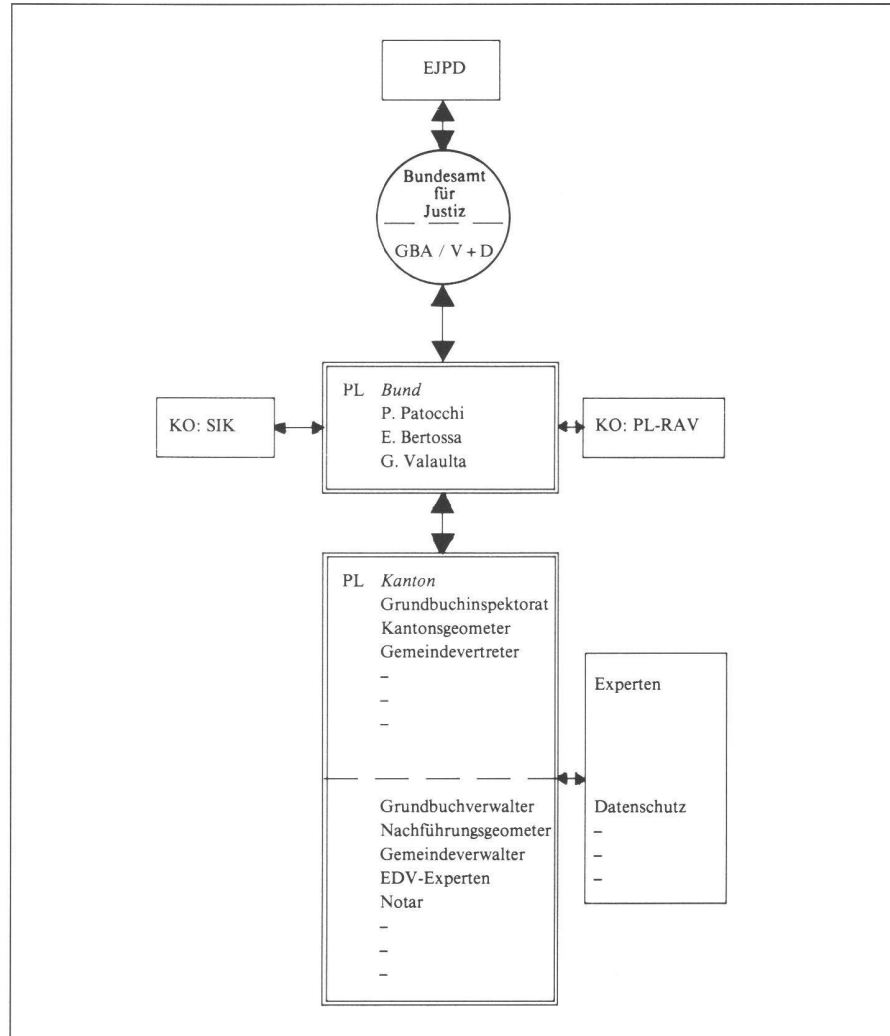 EJPD
Bundesamt
für
Justiz
GBA / V + D
PL Bund
P. Patocchi
E. Bertossa
G. Valaulta
KO: SIK
KO: PL-RAV
PL Kanton
Grundbuchinspektorat
Kantonsgeometer
Gemeindevertreter
–
–
–
Grundbuchverwalter
Nachführungsgeometer
Gemeindeverwalter
EDV-Experten
Notar
–
–
–
Experten
Datenschutz
–
–
–